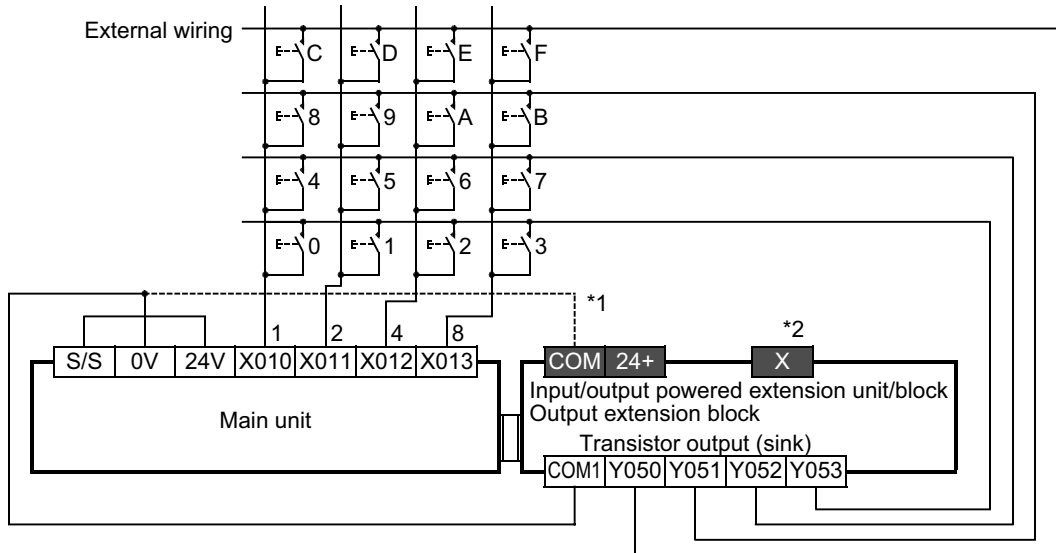 External wiring
C D E F
8 9 A B
4 5 6 7
0 1 2 3
*1
1 2 4 8 *2
S/S 0V 24V X010 X011 X012 X013 COM 24+ X
Input/output powered extension unit/block
Main unit Output extension block
Transistor output (sink)
COM1 Y050 Y051 Y052 Y053